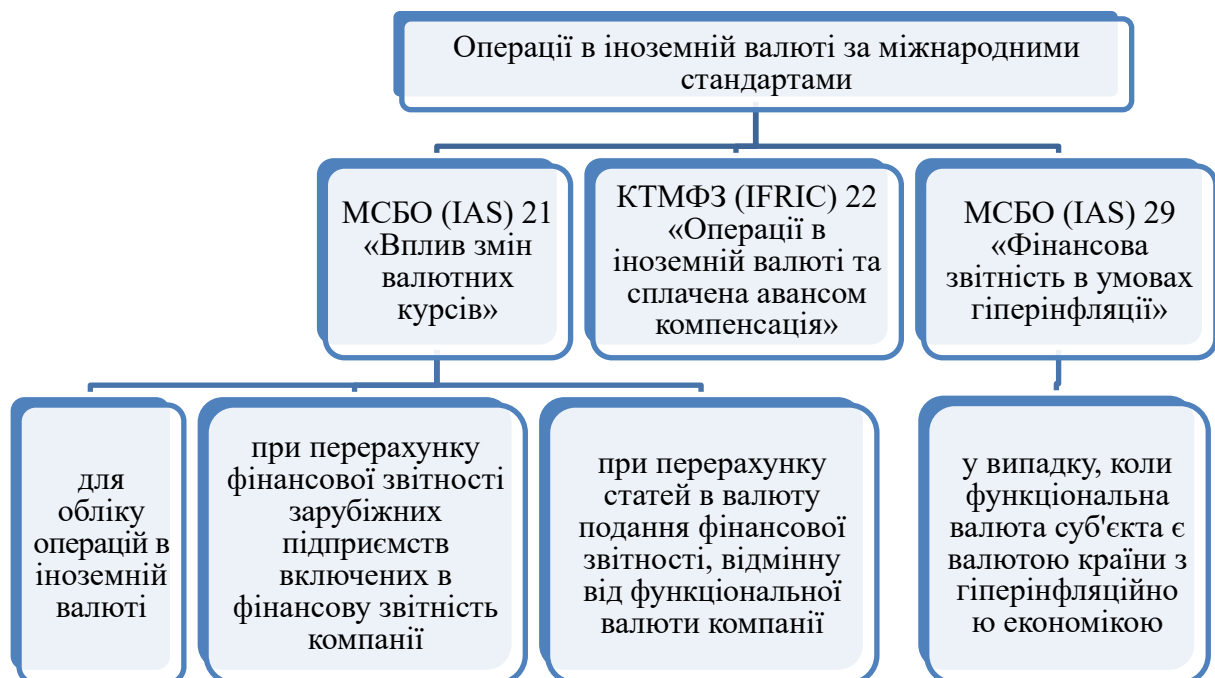 Операції в іноземній валюті за міжнародними
стандартами
МСБО (IAS) 21
«Вплив змін
валютних
курсів»
КТМФЗ (IFRIC) 22
«Операції в
іноземній валюті та
сплачена авансом
компенсація»
МСБО (IAS) 29
«Фінансова
звітність в умовах
гіперінфляції»
для
обліку
операцій в
іноземній
валюті
при перерахунку
фінансової звітності
зарубіжних
підприємств
включених в
фінансову звітність
компанії
при перерахунку
статей в валюту
подання фінансової
звітності, відмінну
від функціональної
валюти компанії
у випадку, коли
функціональна
валюта суб'єкта є
валютою країни з
гіперінфляційно
ю економікою